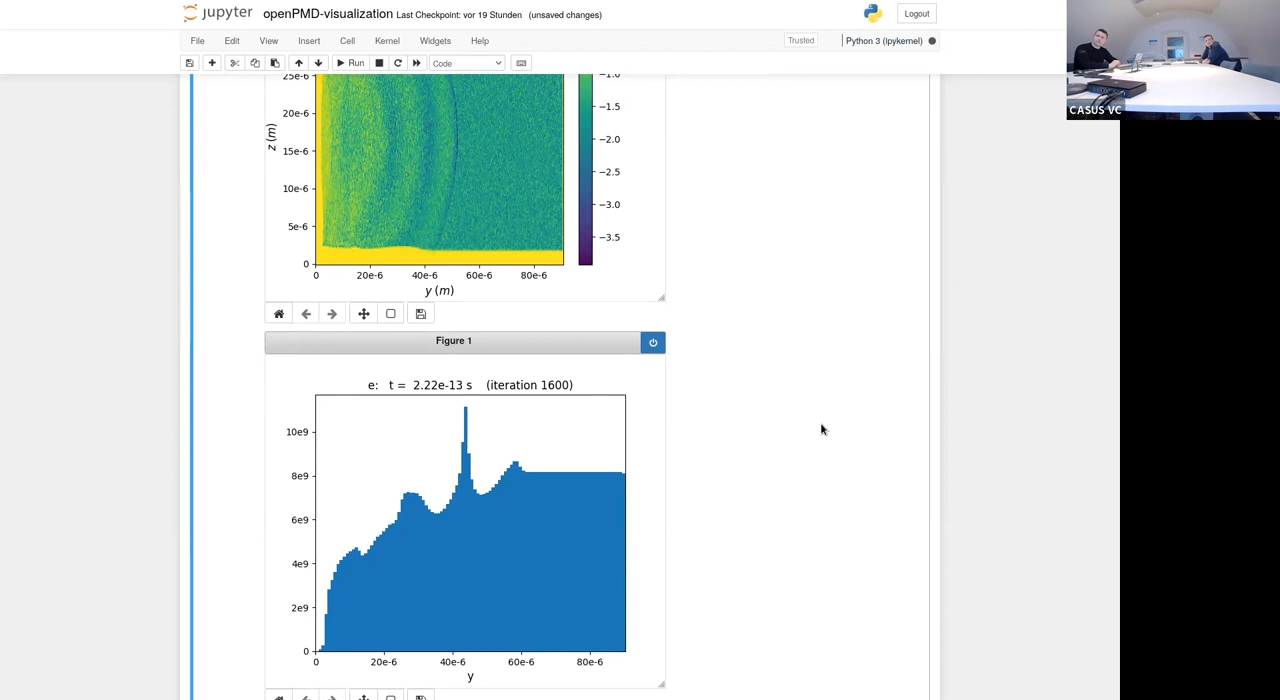 jupyter openPMD-visualization Last Checkpoint: vor 19 Stunden (unsaved changes) Logout
File Edit View Insert Cell Kernel Widgets Help Trusted Python 3 (ipykernel)
Run Code
CASUS VC
25e-6
20e-6
15e-6
10e-6
5e-6
0
z (m)
0 20e-6 40e-6 60e-6 80e-6
y (m)
−1.0
−1.5
−2.0
−2.5
−3.0
−3.5
Figure 1
e: t = 2.22e-13 s (iteration 1600)
10e9
8e9
6e9
4e9
2e9
0
0 20e-6 40e-6 60e-6 80e-6
y